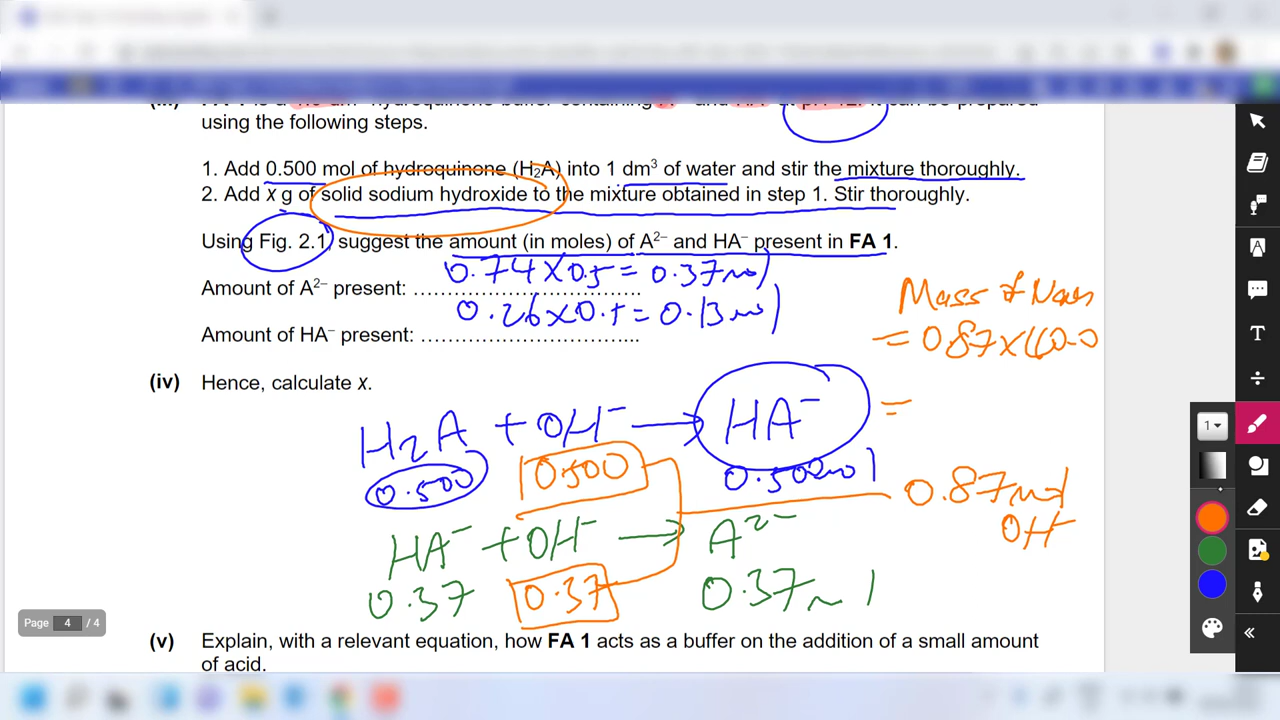 using the following steps.
1. Add 0.500 mol of hydroquinone (H₂A) into 1 dm³ of water and stir the mixture thoroughly.
2. Add x g of solid sodium hydroxide to the mixture obtained in step 1. Stir thoroughly.
Using Fig. 2.1, suggest the amount (in moles) of A²⁻ and HA⁻ present in FA 1.
0.74 × 0.5 = 0.37 mol
Amount of A²⁻ present: ……………………………
0.26 × 0.5 = 0.13 mol
Amount of HA⁻ present: ……………………………
Mass of NaOH
= 0.87 × 40.0
(iv) Hence, calculate x.
H₂A + OH⁻ → HA⁻ =
0.500 0.500 0.500 mol
0.87 mol
OH⁻
HA⁻ + OH⁻ → A²⁻
0.37 0.37 0.37 mol
Page 4 / 4
(v) Explain, with a relevant equation, how FA 1 acts as a buffer on the addition of a small amount
of acid.
1
T